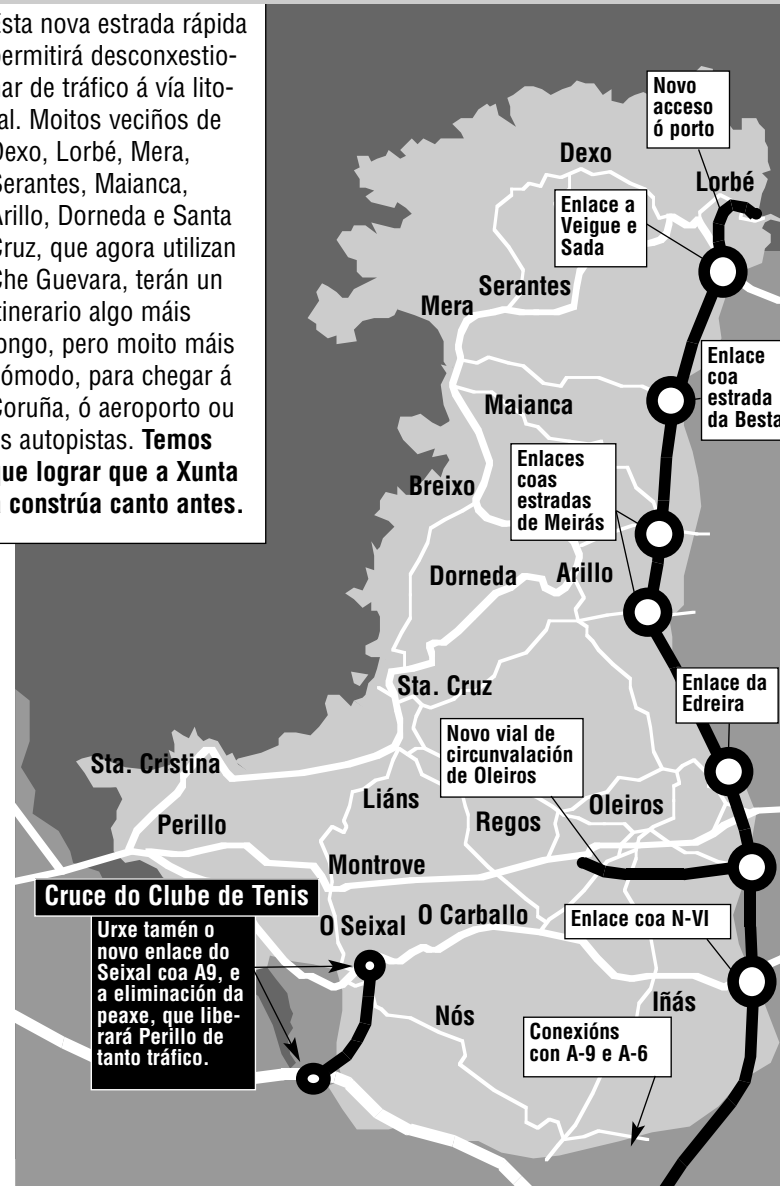 Esta nova estrada rápida
permitirá desconxestio-
nar de tráfico á vía lito-
ral. Moitos veciños de
Dexo, Lorbé, Mera,
Serantes, Maianca,
Arillo, Dorneda e Santa
Cruz, que agora utilizan
Che Guevara, terán un
itinerario algo máis
longo, pero moito máis
cómodo, para chegar á
Coruña, ó aeroporto ou
ás autopistas. Temos
que lograr que a Xunta
a constrúa canto antes.
Novo
acceso
ó porto
Dexo
Lorbé
Enlace a
Veigue e
Sada
Serantes
Mera
Enlace
coa
estrada
da Besta
Maianca
Enlaces
coas
estradas
de Meirás
Breixo
Dorneda
Arillo
Sta. Cruz
Enlace da
Edreira
Novo vial de
circunvalación
de Oleiros
Sta. Cristina
Liáns
Oleiros
Perillo
Regos
Montrove
Cruce do Clube de Tenis
O Seixal
O Carballo
Enlace coa N-VI
Urxe tamén o
novo enlace do
Seixal coa A9, e
a eliminación da
peaxe, que libe-
rará Perillo de
tanto tráfico.
Nós
Iñás
Conexións
con A-9 e A-6